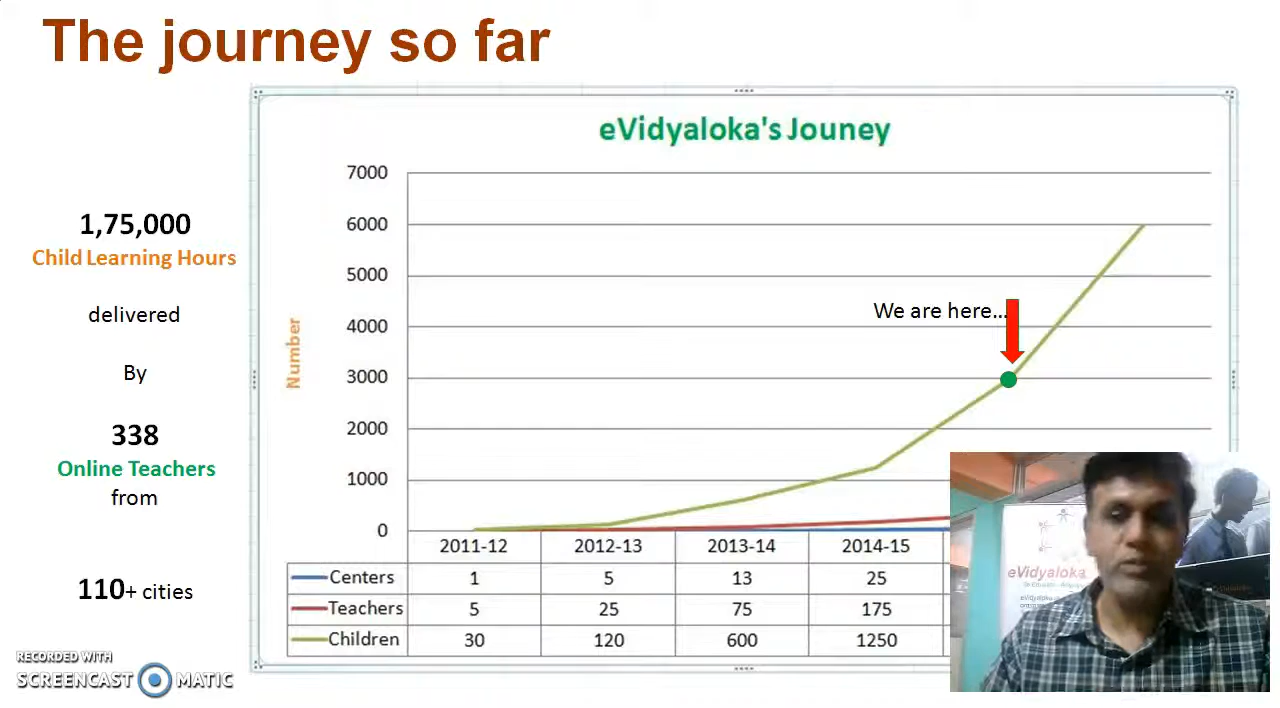 The journey so far
eVidyaloka's Jouney
1,75,000
Child Learning Hours
delivered
By
338
Online Teachers
from
110+ cities
Number
7000
6000
5000
4000
3000
2000
1000
0
We are here...
2011-12 2012-13 2013-14 2014-15
Centers 1 5 13 25
Teachers 5 25 75 175
Children 30 120 600 1250
eVidyaloka
RECORDED WITH
SCREENCAST MATIC